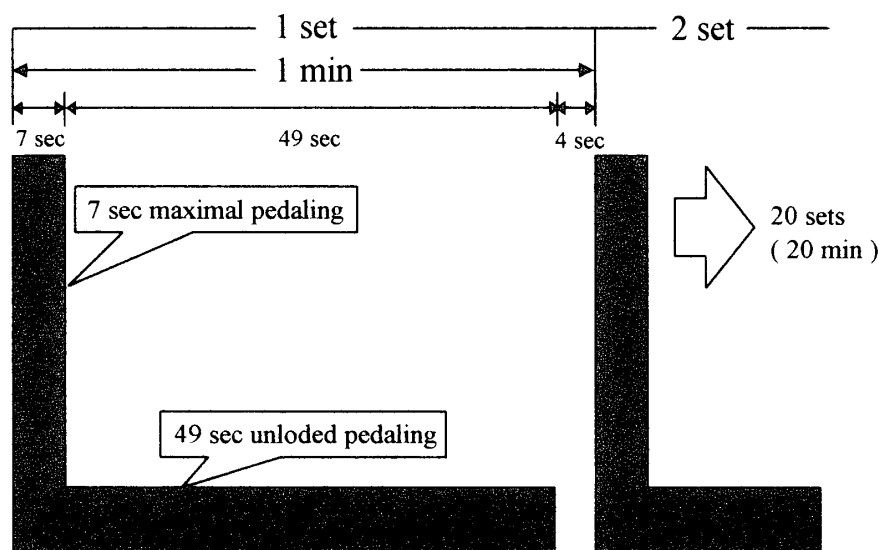 1 set
2 set
1 min
7 sec
49 sec
4 sec
7 sec maximal pedaling
20 sets
( 20 min )
49 sec unloded pedaling